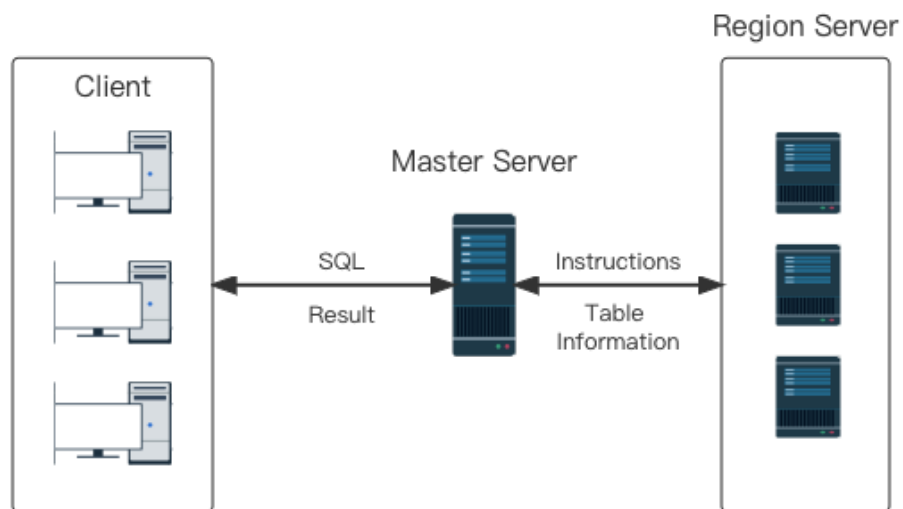 Region Server
Client
Master Server
SQL
Result
Instructions
Table
Information